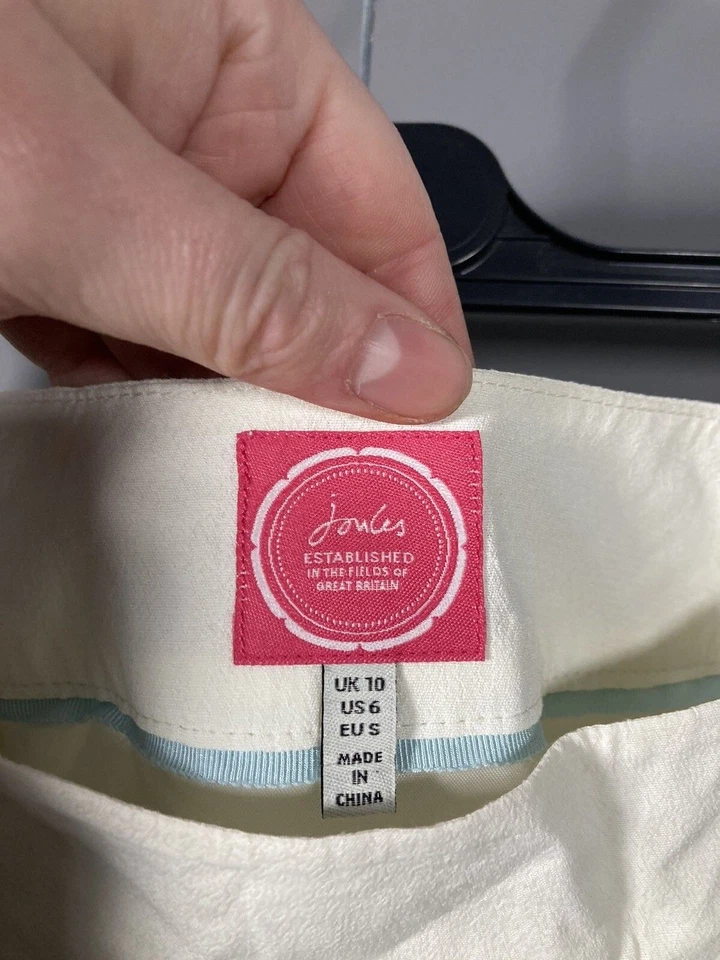 Joules
ESTABLISHED
IN THE FIELDS OF
GREAT BRITAIN
UK 10
US 6
EU S
MADE
IN
CHINA